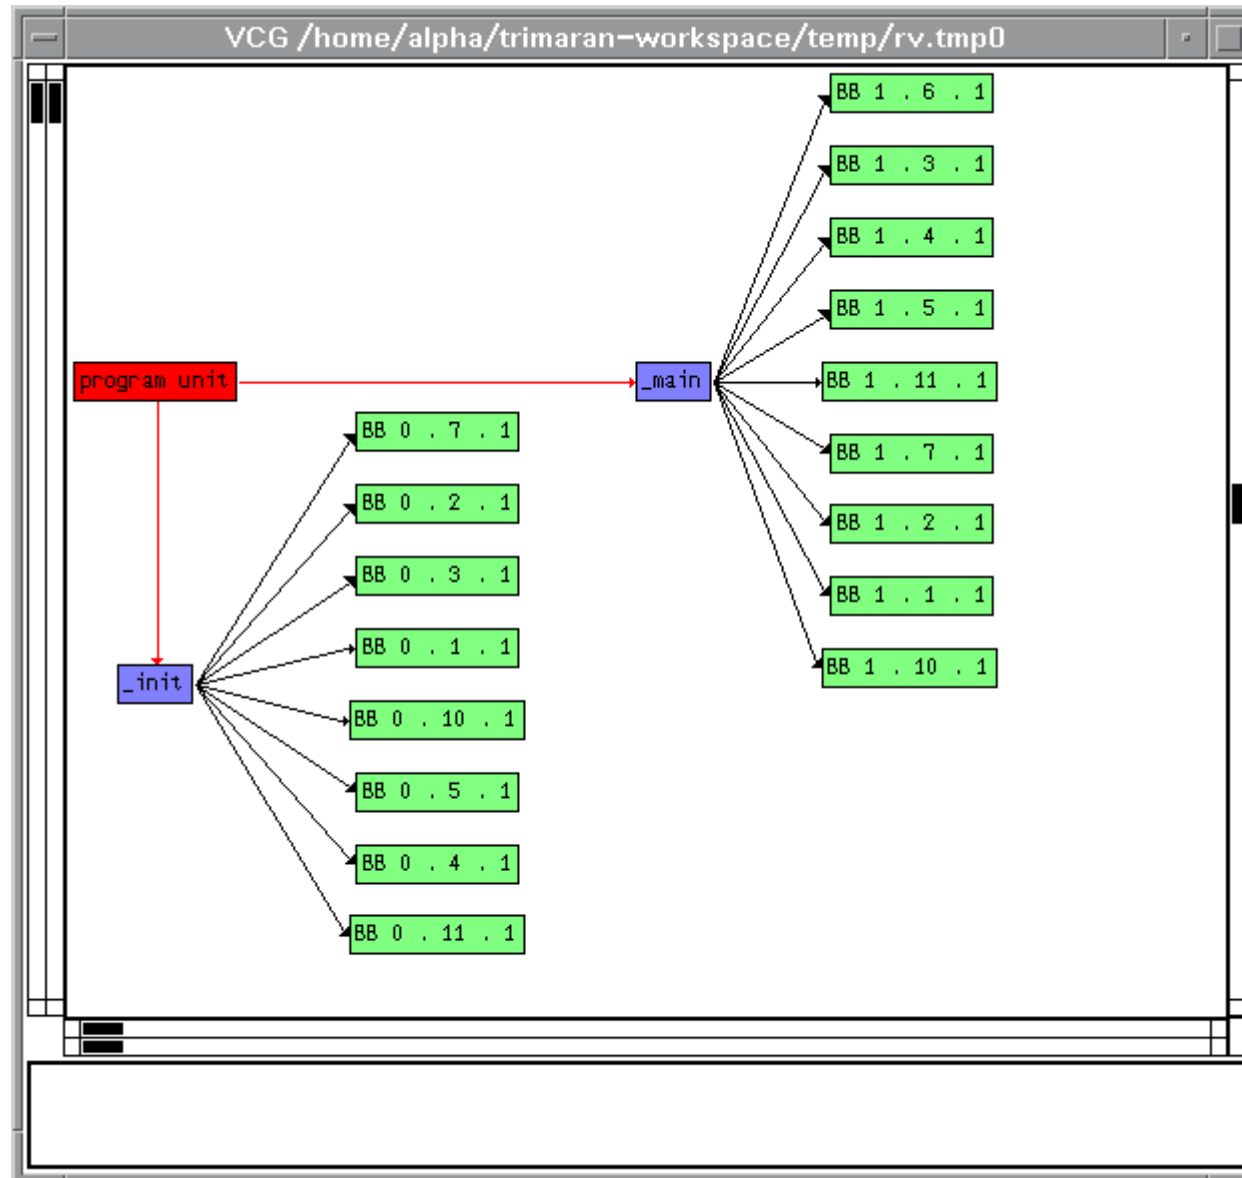 VCG /home/alpha/trimaran-workspace/temp/rv.tmp0
BB 1 . 6 . 1
BB 1 . 3 . 1
BB 1 . 4 . 1
BB 1 . 5 . 1
program unit
_main
BB 1 . 11 . 1
BB 0 . 7 . 1
BB 1 . 7 . 1
BB 0 . 2 . 1
BB 1 . 2 . 1
BB 0 . 3 . 1
BB 1 . 1 . 1
BB 0 . 1 . 1
BB 1 . 10 . 1
_init
BB 0 . 10 . 1
BB 0 . 5 . 1
BB 0 . 4 . 1
BB 0 . 11 . 1